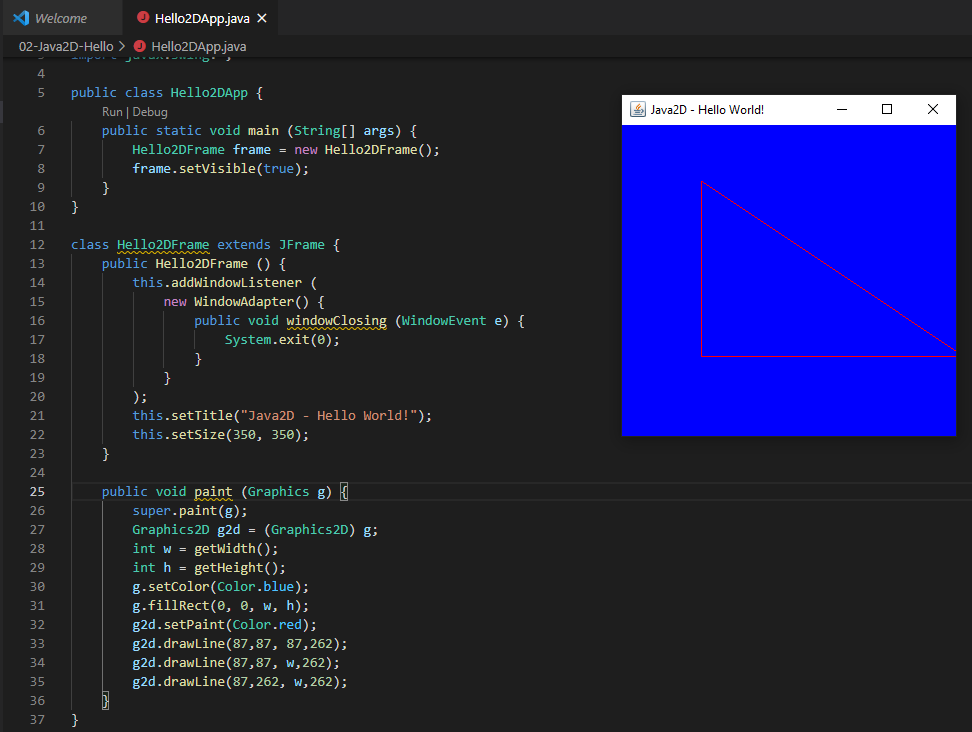 Welcome
Hello2DApp.java
02-Java2D-Hello > Hello2DApp.java
3 import javax.swing.*;
4
5 public class Hello2DApp {
Run | Debug
6 public static void main (String[] args) {
7 Hello2DFrame frame = new Hello2DFrame();
8 frame.setVisible(true);
9 }
10 }
11
12 class Hello2DFrame extends JFrame {
13 public Hello2DFrame () {
14 this.addWindowListener (
15 new WindowAdapter() {
16 public void windowClosing (WindowEvent e) {
17 System.exit(0);
18 }
19 }
20 );
21 this.setTitle("Java2D - Hello World!");
22 this.setSize(350, 350);
23 }
24
25 public void paint (Graphics g) {
26 super.paint(g);
27 Graphics2D g2d = (Graphics2D) g;
28 int w = getWidth();
29 int h = getHeight();
30 g.setColor(Color.blue);
31 g.fillRect(0, 0, w, h);
32 g2d.setPaint(Color.red);
33 g2d.drawLine(87,87, 87,262);
34 g2d.drawLine(87,87, w,262);
35 g2d.drawLine(87,262, w,262);
36 }
37 }
Java2D - Hello World!